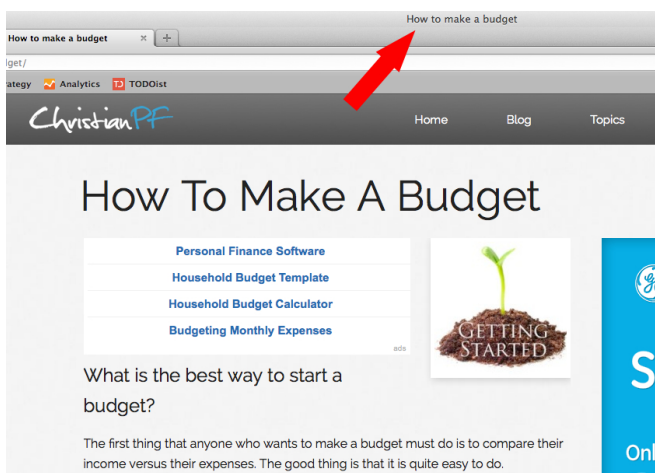 How to make a budget
How to make a budget
get/
rategy Analytics TODOist
ChristianPF Home Blog Topics
How To Make A Budget
Personal Finance Software
Household Budget Template
Household Budget Calculator
Budgeting Monthly Expenses
ads
GETTING
STARTED
S
What is the best way to start a
budget?
The first thing that anyone who wants to make a budget must do is to compare their
income versus their expenses. The good thing is that it is quite easy to do.
Onl